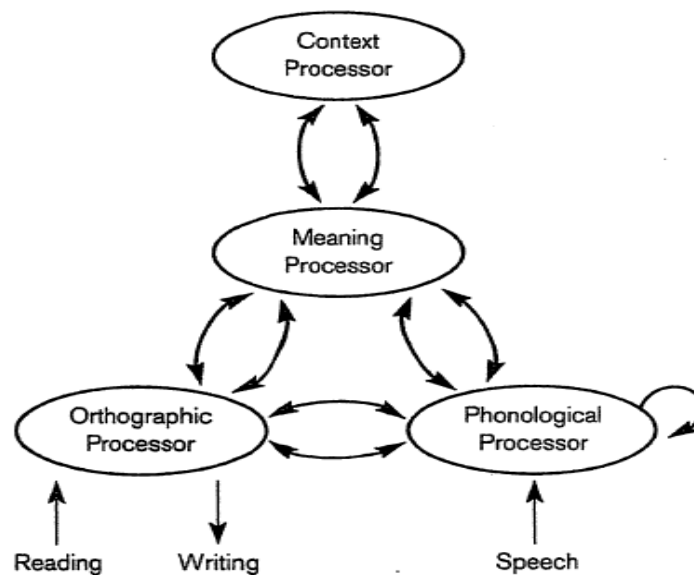 Context
Processor
Meaning
Processor
Orthographic
Processor
Phonological
Processor
Reading
Writing
Speech